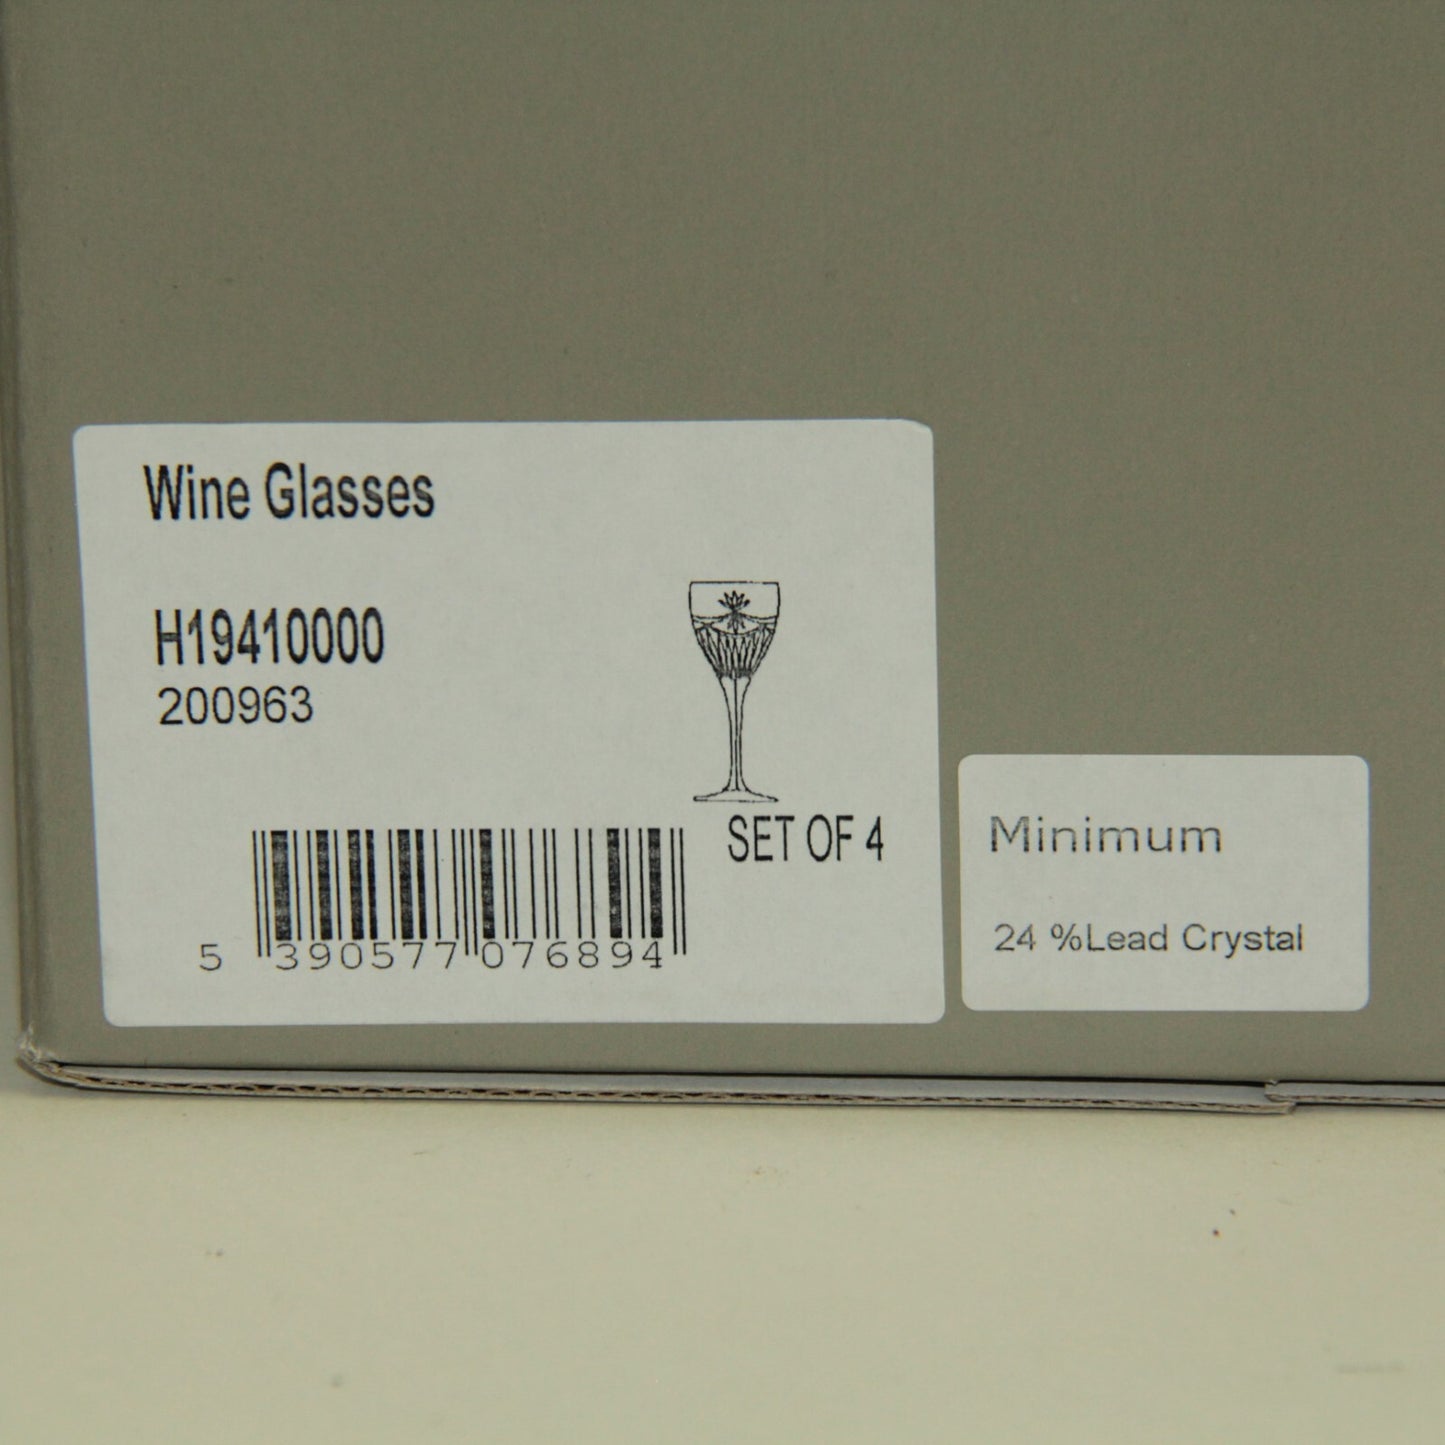 Wine Glasses
H19410000
200963
SET OF 4
5 390577 076894
Minimum
24 %Lead Crystal